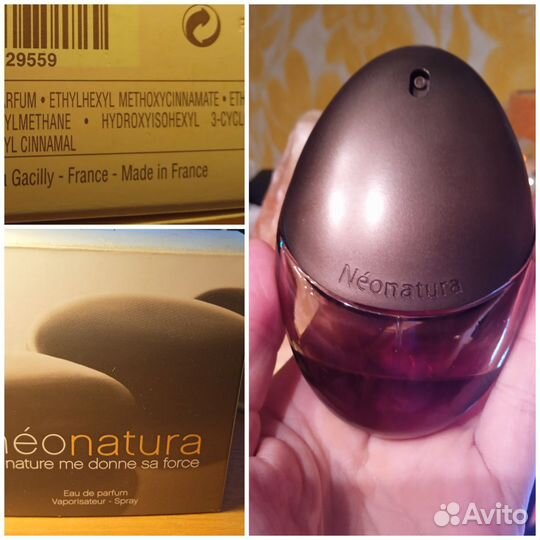 29559
ARFUM • ETHYLHEXYL METHOXYCINNAMATE • ETH
YLMETHANE • HYDROXYISOHEXYL 3-CYCL
YL CINNAMAL
a Gacilly - France - Made in France
néonatura
nature me donne sa force
Eau de parfum
Vaporisateur - Spray
Néonatura
Avito